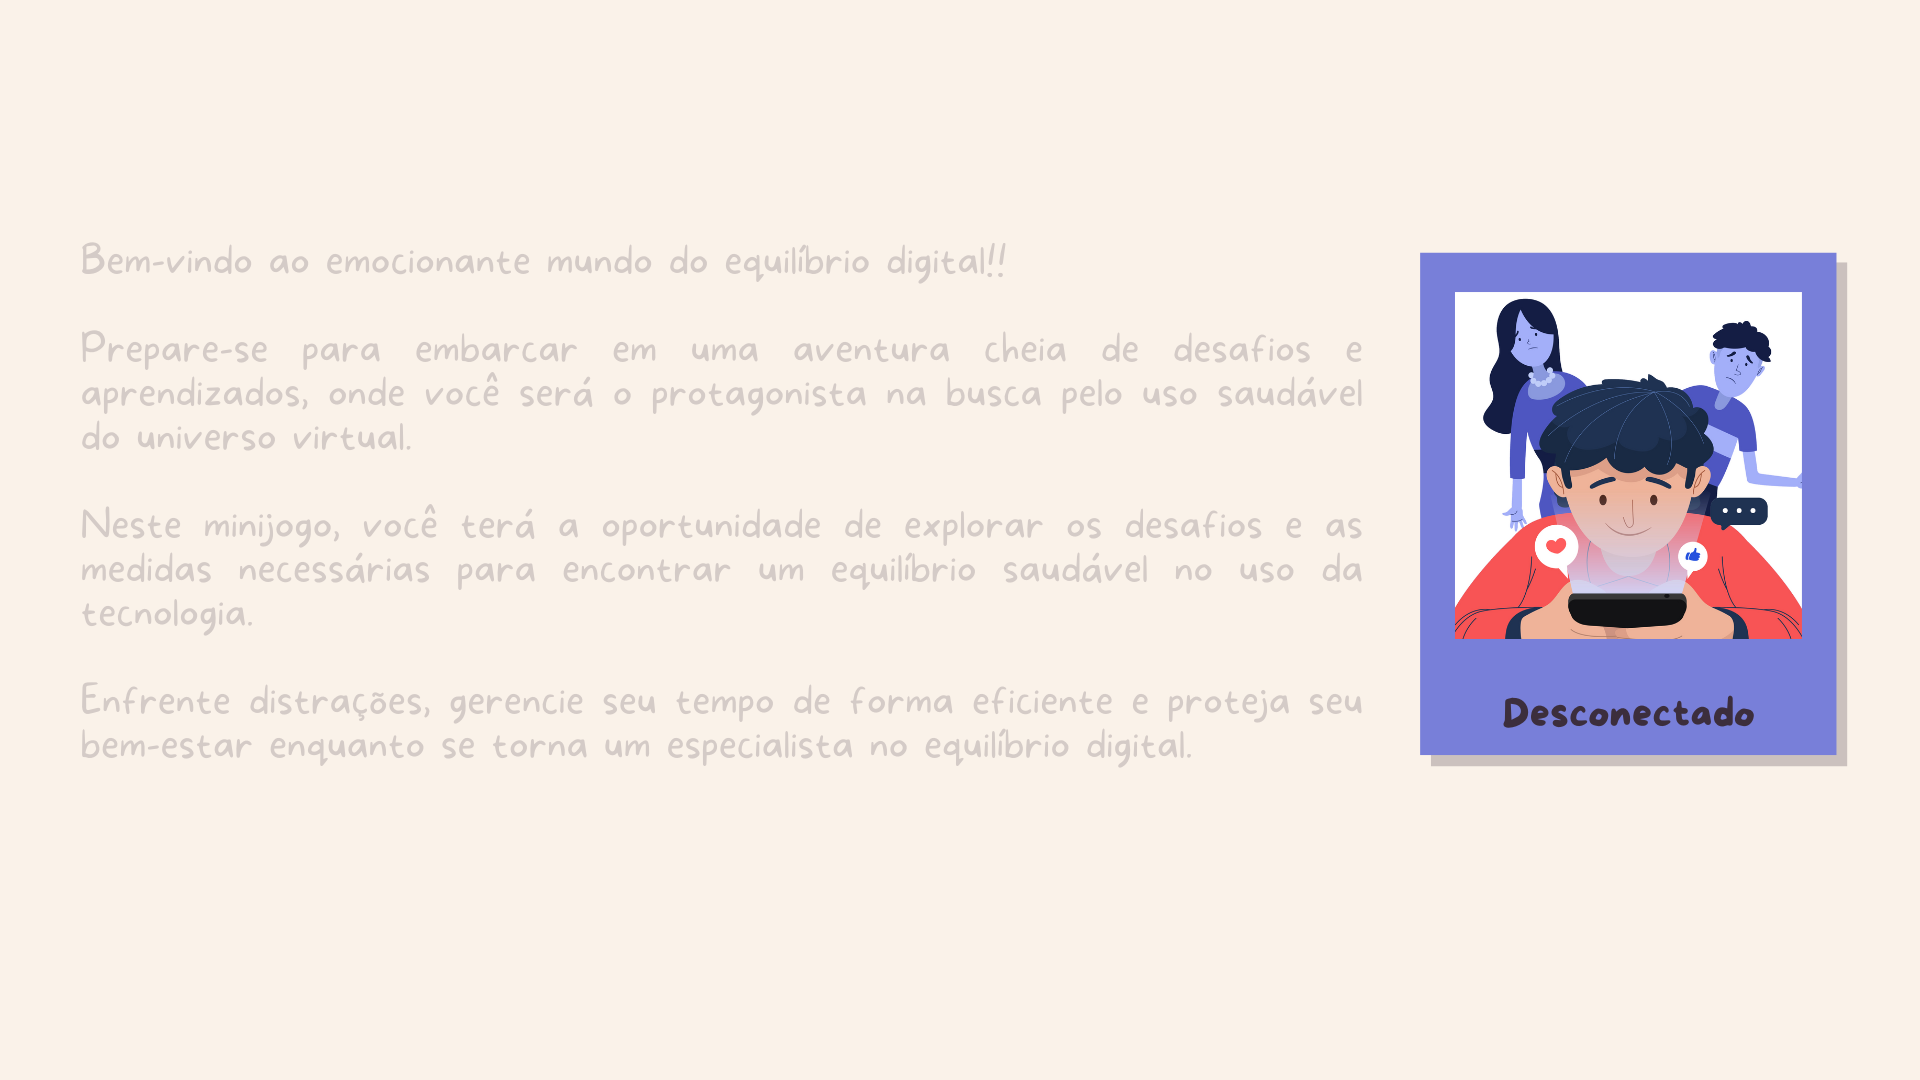 Bem-vindo ao emocionante mundo do equilíbrio digital!!
Prepare-se para embarcar em uma aventura cheia de desafios e
aprendizados, onde você será o protagonista na busca pelo uso saudável
do universo virtual.
Neste minijogo, você terá a oportunidade de explorar os desafios e as
medidas necessárias para encontrar um equilíbrio saudável no uso da
tecnologia.
Enfrente distrações, gerencie seu tempo de forma eficiente e proteja seu
bem-estar enquanto se torna um especialista no equilíbrio digital.
Desconectado